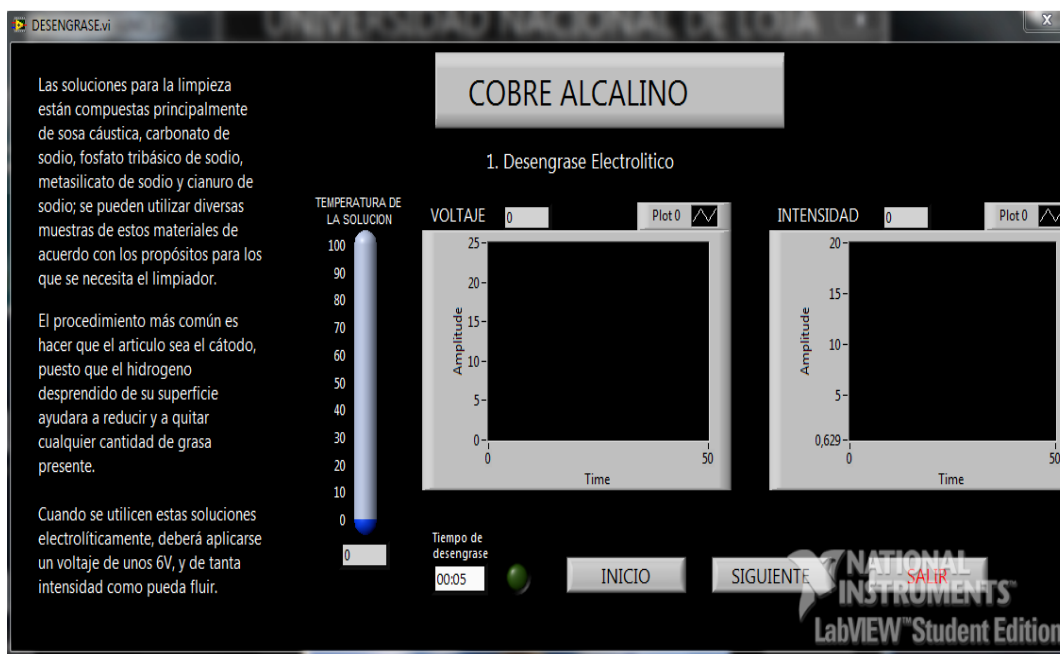 DESENGRASE.vi
UNIVERSIDAD NACIONAL DE LOJA
X
Las soluciones para la limpieza
están compuestas principalmente
de sosa cáustica, carbonato de
sodio, fosfato tribásico de sodio,
metasilicato de sodio y cianuro de
sodio; se pueden utilizar diversas
muestras de estos materiales de
acuerdo con los propósitos para los
que se necesita el limpiador.
El procedimiento más común es
hacer que el articulo sea el cátodo,
puesto que el hidrogeno
desprendido de su superficie
ayudara a reducir y a quitar
cualquier cantidad de grasa
presente.
Cuando se utilicen estas soluciones
electrolíticamente, deberá aplicarse
un voltaje de unos 6V, y de tanta
intensidad como pueda fluir.
COBRE ALCALINO
1. Desengrase Electrolitico
TEMPERATURA DE
LA SOLUCION
100
90
80
70
60
50
40
30
20
10
0
0
VOLTAJE 0 Plot 0
25
20
15
10
5
0
Amplitude
0 50
Time
INTENSIDAD 0 Plot 0
20
15
10
5
0,629
Amplitude
0 50
Time
Tiempo de
desengrase
00:05
INICIO
SIGUIENTE
SALIR
NATIONAL
INSTRUMENTS™
LabVIEW™ Student Edition